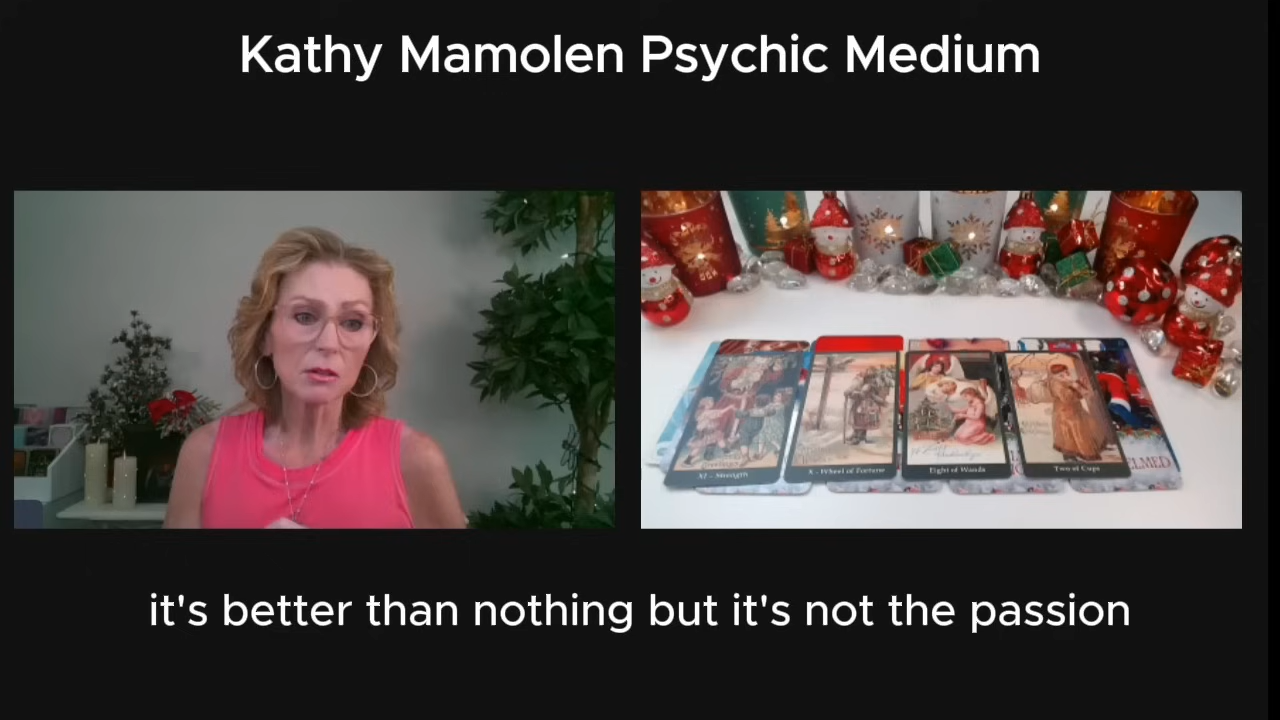 Kathy Mamolen Psychic Medium
XI - Strength
X - Wheel of Fortune
Eight of Wands
Two of Cups
ELMED
it's better than nothing but it's not the passion